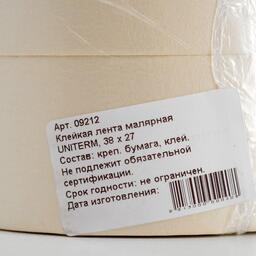 Арт. 09212
Клейкая лента малярная
UNITERM, 38 x 27
Состав: креп. бумага, клей.
Не подлежит обязательной
сертификации.
Срок годности: не ограничен.
Дата изготовления: